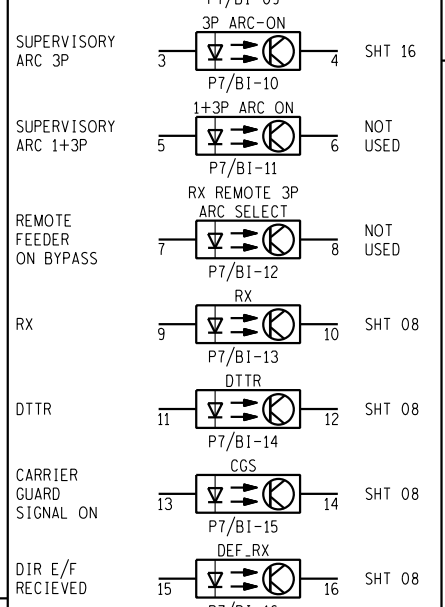 3P ARC-ON
SUPERVISORY
ARC 3P
3
4
SHT 16
P7/BI-10
1+3P ARC ON
SUPERVISORY
ARC 1+3P
5
6
NOT
USED
P7/BI-11
RX REMOTE 3P
ARC SELECT
REMOTE
FEEDER
ON BYPASS
7
8
NOT
USED
P7/BI-12
RX
RX
9
10
SHT 08
P7/BI-13
DTTR
DTTR
11
12
SHT 08
P7/BI-14
CGS
CARRIER
GUARD
SIGNAL ON
13
14
SHT 08
P7/BI-15
DEF_RX
DIR E/F
RECIEVED
15
16
SHT 08